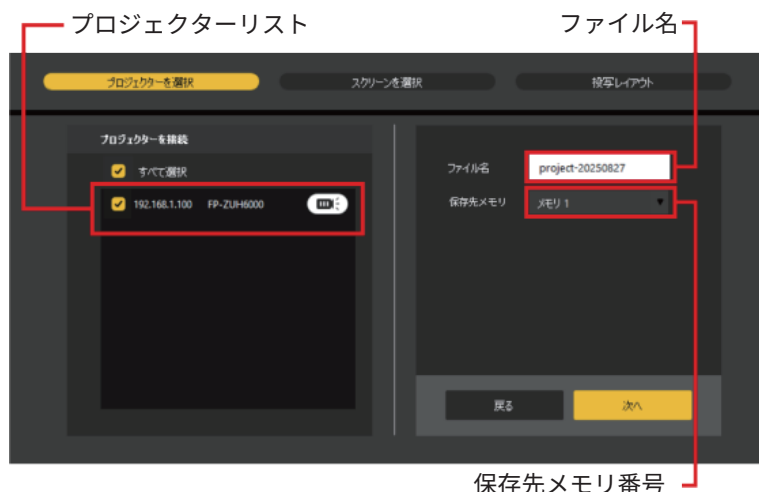 プロジェクターリスト
ファイル名
プロジェクターを選択
スクリーンを選択
投写レイアウト
プロジェクターを接続
すべて選択
192.168.1.100 FP-ZUH6000
ファイル名 project-20250827
保存先メモリ メモリ 1
戻る
次へ
保存先メモリ番号